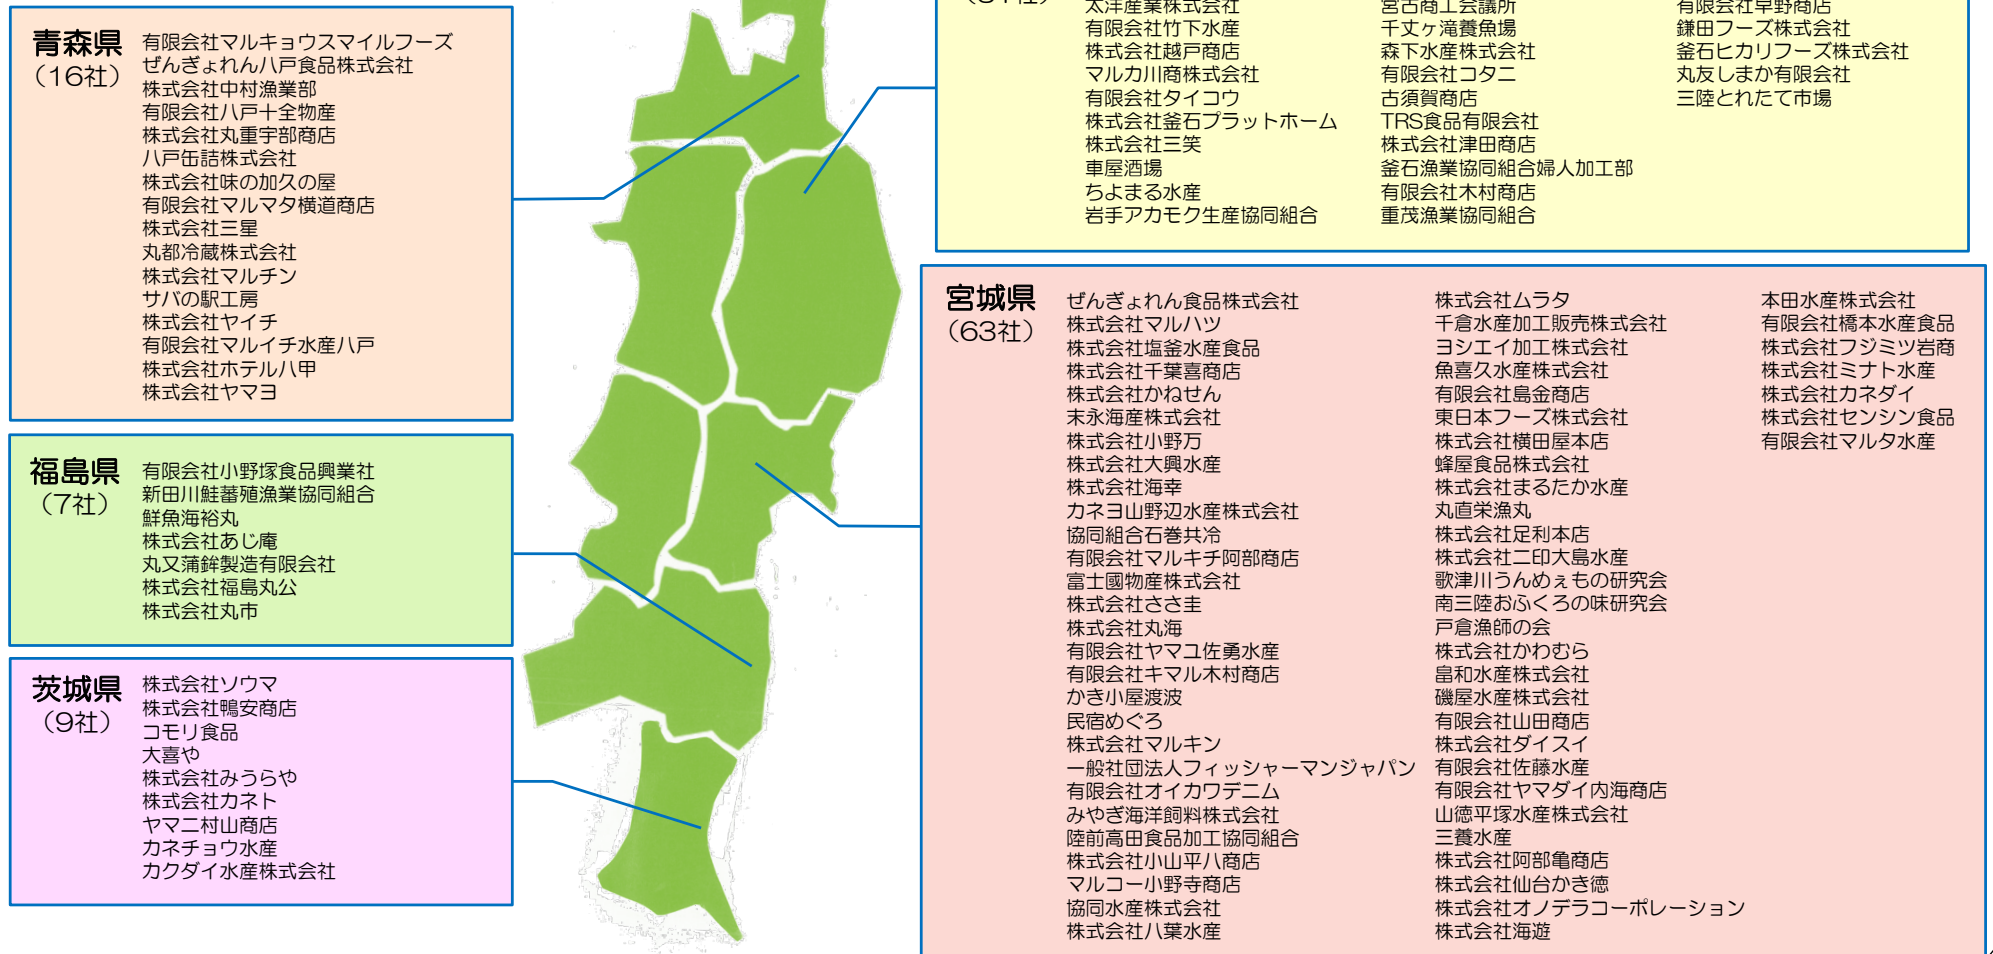 青森県
（16社）
有限会社マルキョウスマイルフーズ
ぜんぎょれん八戸食品株式会社
株式会社中村漁業部
有限会社八戸十全物産
株式会社丸重宇部商店
八戸缶詰株式会社
株式会社味の加久の屋
有限会社マルマタ横道商店
株式会社三星
丸都冷蔵株式会社
株式会社マルチン
サバの駅工房
株式会社ヤイチ
有限会社マルイチ水産八戸
株式会社ホテル八甲
株式会社ヤマヨ
福島県
（7社）
有限会社小野塚食品興業社
新田川鮭蕃殖漁業協同組合
鮮魚海裕丸
株式会社あじ庵
丸又蒲鉾製造有限会社
株式会社福島丸公
株式会社丸市
茨城県
（9社）
株式会社ソウマ
株式会社鴨安商店
コモリ食品
大喜や
株式会社みうらや
株式会社カネト
ヤマニ村山商店
カネチョウ水産
カクダイ水産株式会社
太洋産業株式会社
有限会社竹下水産
株式会社越戸商店
マルカ川商株式会社
有限会社タイコウ
株式会社釜石プラットホーム
株式会社三笑
車屋酒場
ちよまる水産
岩手アカモク生産協同組合
宮古商工会議所
千丈ヶ滝養魚場
森下水産株式会社
有限会社コタニ
古須賀商店
TRS食品有限会社
株式会社津田商店
釜石漁業協同組合婦人加工部
有限会社木村商店
重茂漁業協同組合
有限会社早野商店
鎌田フーズ株式会社
釜石ヒカリフーズ株式会社
丸友しまか有限会社
三陸とれたて市場
宮城県
（63社）
ぜんぎょれん食品株式会社
株式会社マルハツ
株式会社塩釜水産食品
株式会社千葉喜商店
株式会社かねせん
末永海産株式会社
株式会社小野万
株式会社大興水産
株式会社海幸
カネヨ山野辺水産株式会社
協同組合石巻共冷
有限会社マルキチ阿部商店
富士國物産株式会社
株式会社ささ圭
株式会社丸海
有限会社ヤマユ佐勇水産
有限会社キマル木村商店
かき小屋渡波
民宿めぐろ
株式会社マルキン
一般社団法人フィッシャーマンジャパン
有限会社オイカワデニム
みやぎ海洋飼料株式会社
陸前高田食品加工協同組合
株式会社小山平八商店
マルコー小野寺商店
協同水産株式会社
株式会社八葉水産
株式会社ムラタ
千倉水産加工販売株式会社
ヨシエイ加工株式会社
魚喜久水産株式会社
有限会社島金商店
東日本フーズ株式会社
株式会社横田屋本店
蜂屋食品株式会社
株式会社まるたか水産
丸直栄漁丸
株式会社足利本店
株式会社二印大島水産
歌津川うんめぇもの研究会
南三陸おふくろの味研究会
戸倉漁師の会
株式会社かわむら
畠和水産株式会社
磯屋水産株式会社
有限会社山田商店
株式会社ダイスイ
有限会社佐藤水産
有限会社ヤマダイ内海商店
山徳平塚水産株式会社
三養水産
株式会社阿部亀商店
株式会社仙台かき徳
株式会社オノデラコーポレーション
株式会社海遊
本田水産株式会社
有限会社橋本水産食品
株式会社フジミツ岩商
株式会社ミナト水産
株式会社カネダイ
株式会社センシン食品
有限会社マルタ水産